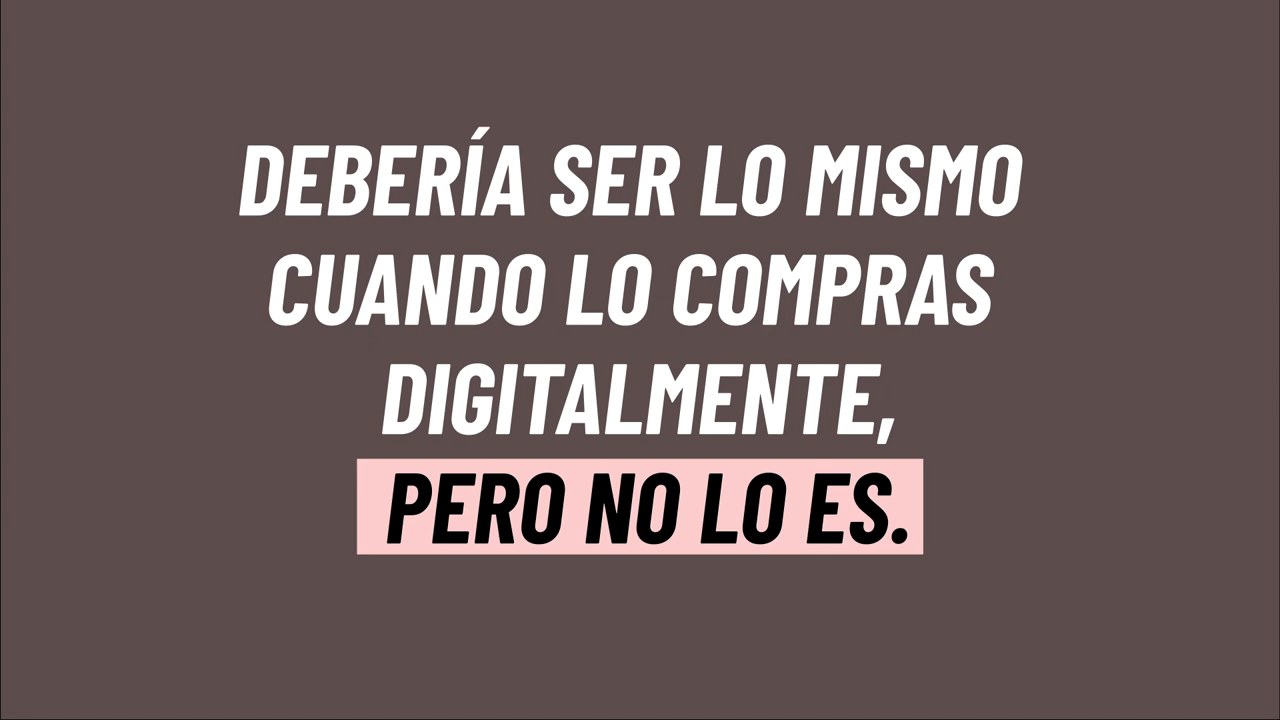 DEBERÍA SER LO MISMO
CUANDO LO COMPRAS
DIGITALMENTE,
PERO NO LO ES.